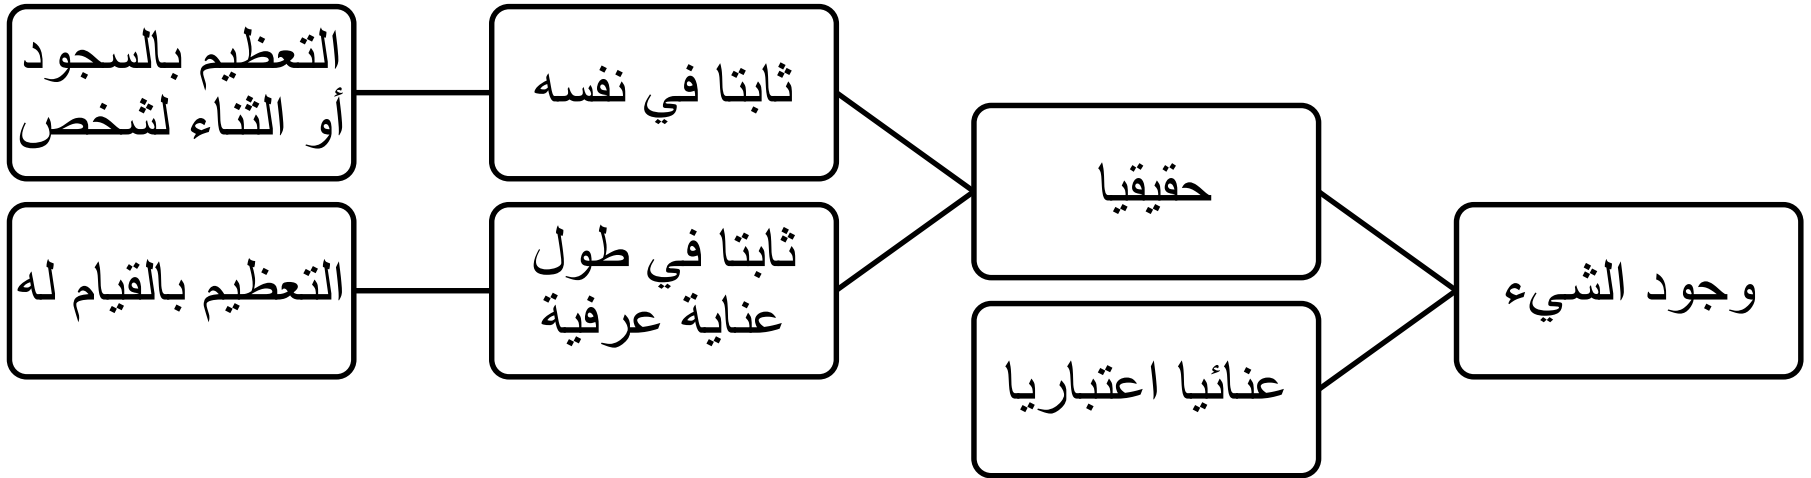 وجود الشيء
حقيقيا
ثابتا في نفسه
التعظيم بالسجود
أو الثناء لشخص
ثابتا في طول
عناية عرفية
التعظيم بالقيام له
عنائيا اعتباريا